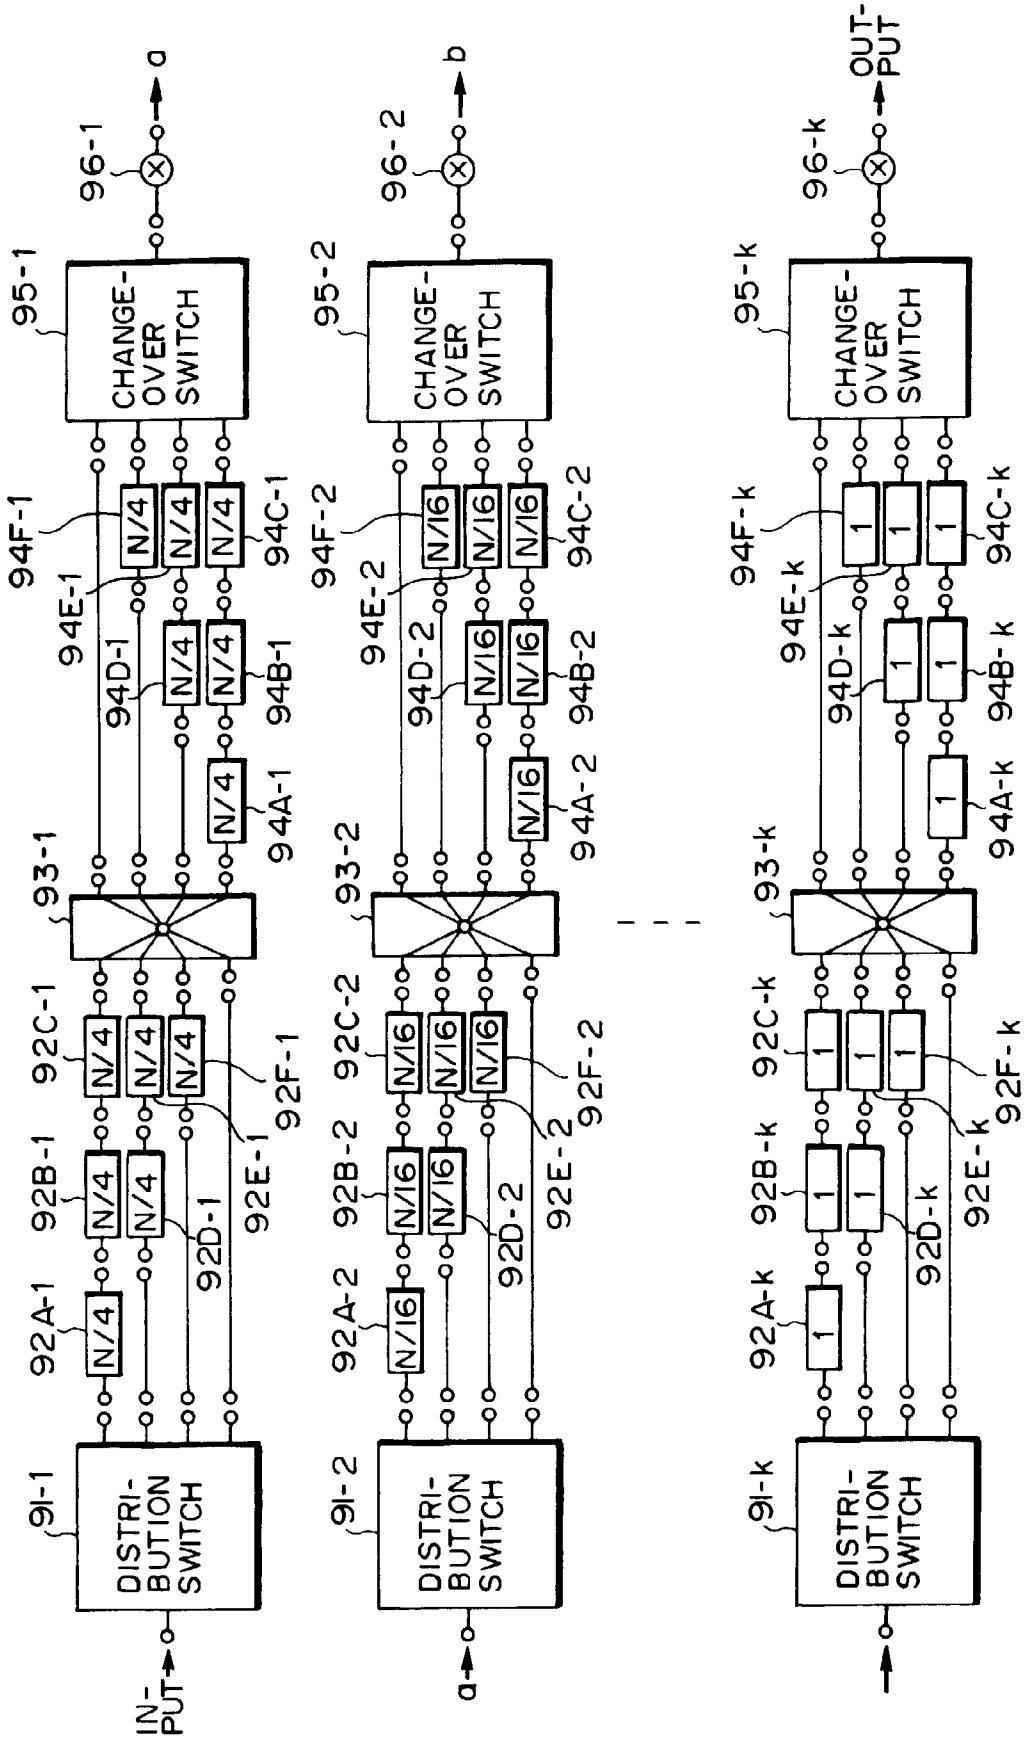 IN-
PUT
91-1
DISTRI-
BUTION
SWITCH
92A-1
N/4
92B-1
N/4
92C-1
N/4
N/4
92D-1
N/4
92E-1
N/4
92F-1
93-1
N/4
94A-1
94D-1
N/4
N/4
94B-1
94E-1
94F-1
N/4
N/4
N/4
94C-1
95-1
CHANGE-
OVER
SWITCH
96-1
a
a
91-2
DISTRI-
BUTION
SWITCH
92A-2
N/16
92B-2
N/16
92C-2
N/16
N/16
92D-2
N/16
92E-2
N/16
92F-2
93-2
N/16
94A-2
94D-2
N/16
N/16
94B-2
94E-2
94F-2
N/16
N/16
N/16
94C-2
95-2
CHANGE-
OVER
SWITCH
96-2
b
91-k
DISTRI-
BUTION
SWITCH
92A-k
1
92B-k
1
92C-k
1
1
92D-k
1
92E-k
1
92F-k
93-k
1
94A-k
94D-k
1
1
94B-k
94E-k
94F-k
1
1
1
94C-k
95-k
CHANGE-
OVER
SWITCH
96-k
OUT-
PUT